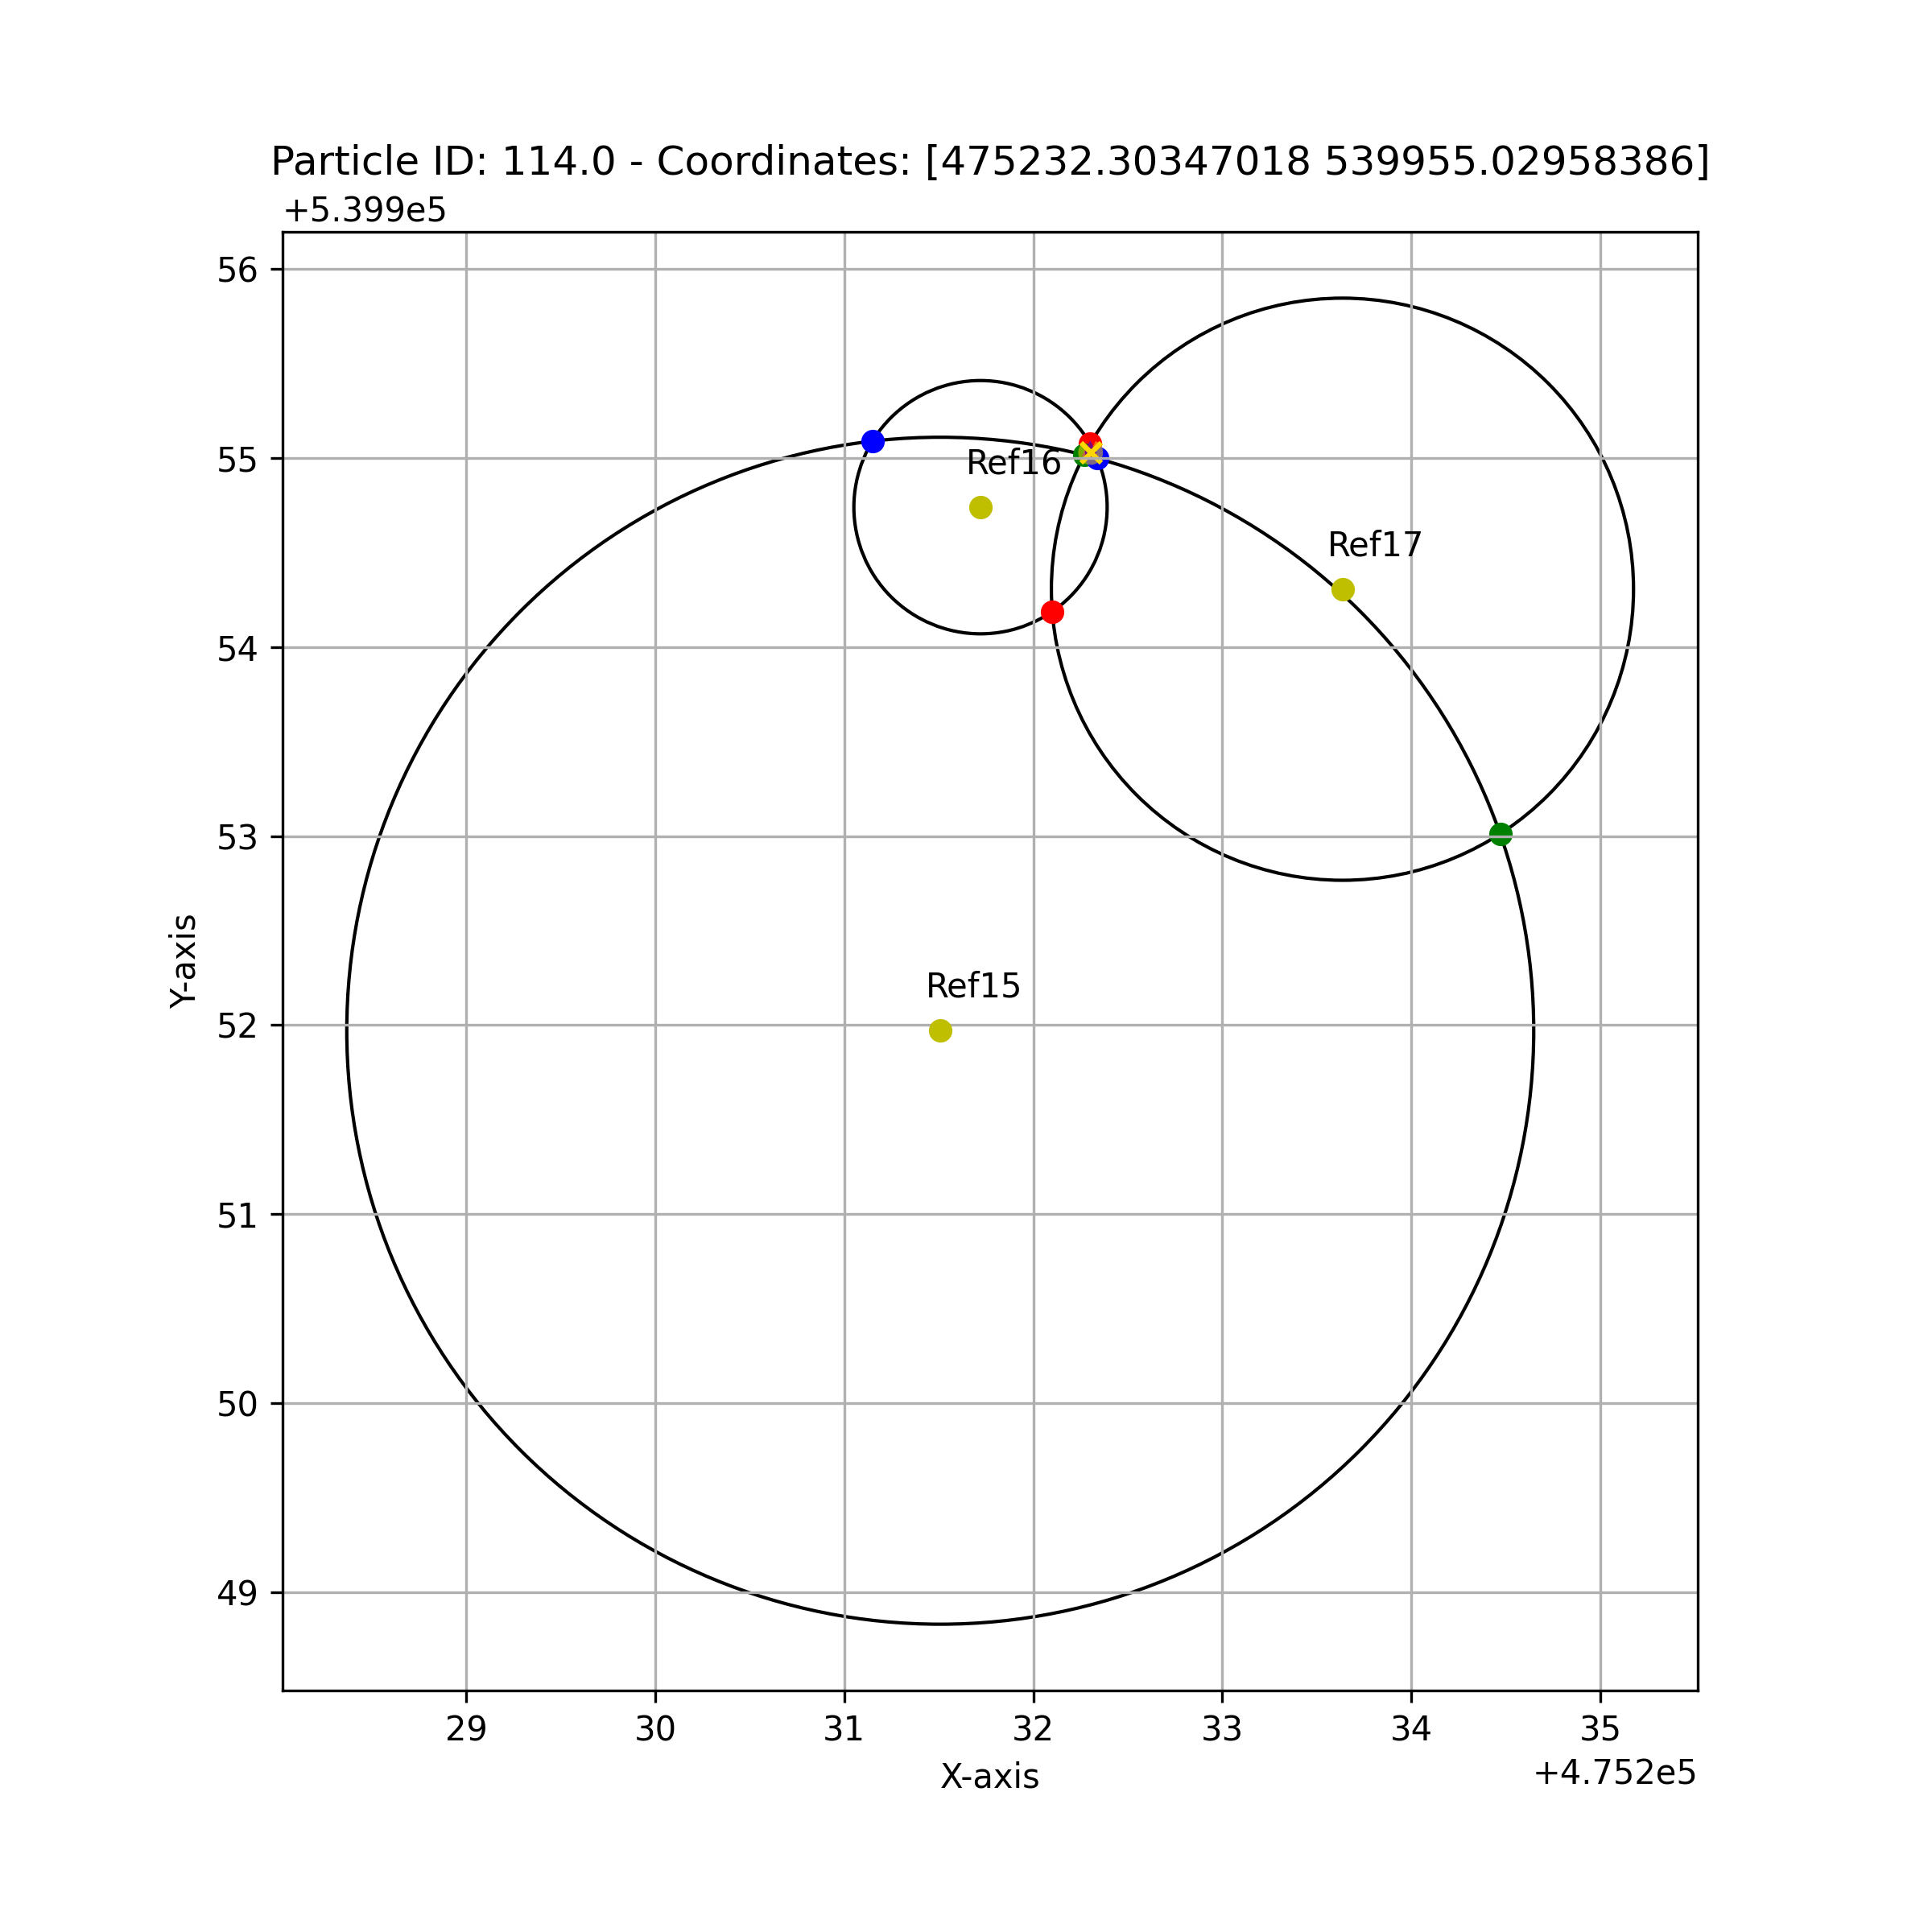 Particle ID: 114.0 - Coordinates: [475232.30347018 539955.02958386]
+5.399e5
56
55
54
53
52
51
50
49
Y-axis
Ref16
Ref17
Ref15
29 30 31 32 33 34 35
X-axis
+4.752e5